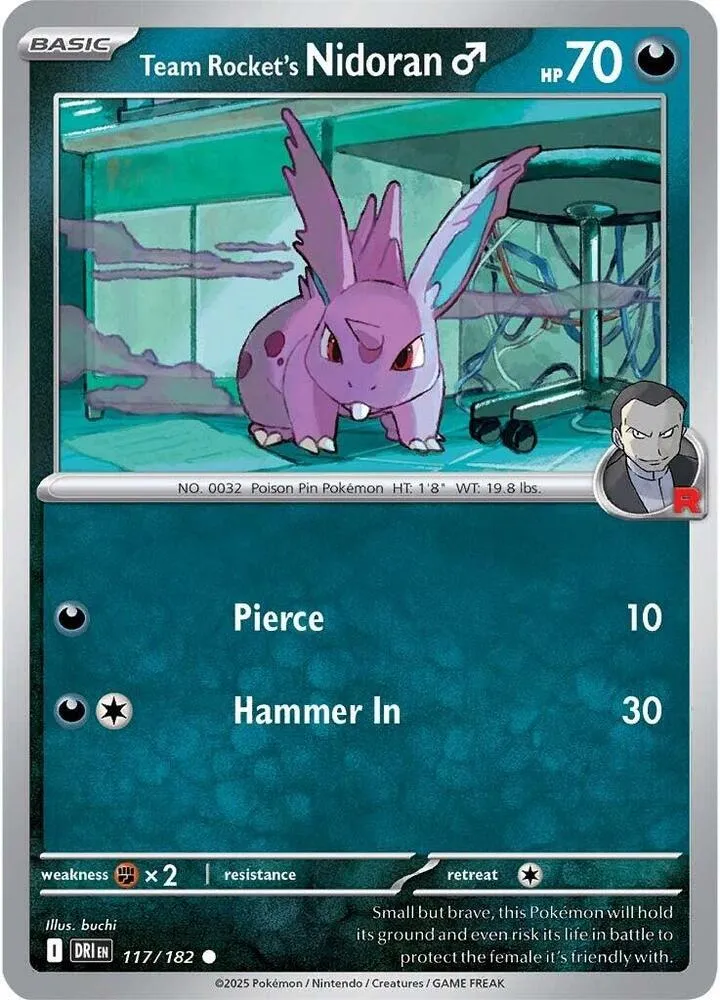 BASIC
Team Rocket's Nidoran ♂ HP 70
NO. 0032 Poison Pin Pokémon HT: 1'8" WT: 19.8 lbs.
R
Pierce 10
Hammer In 30
weakness ×2 resistance retreat
Illus. buchi
I DRI EN 117/182
Small but brave, this Pokémon will hold
its ground and even risk its life in battle to
protect the female it's friendly with.
©2025 Pokémon / Nintendo / Creatures / GAME FREAK